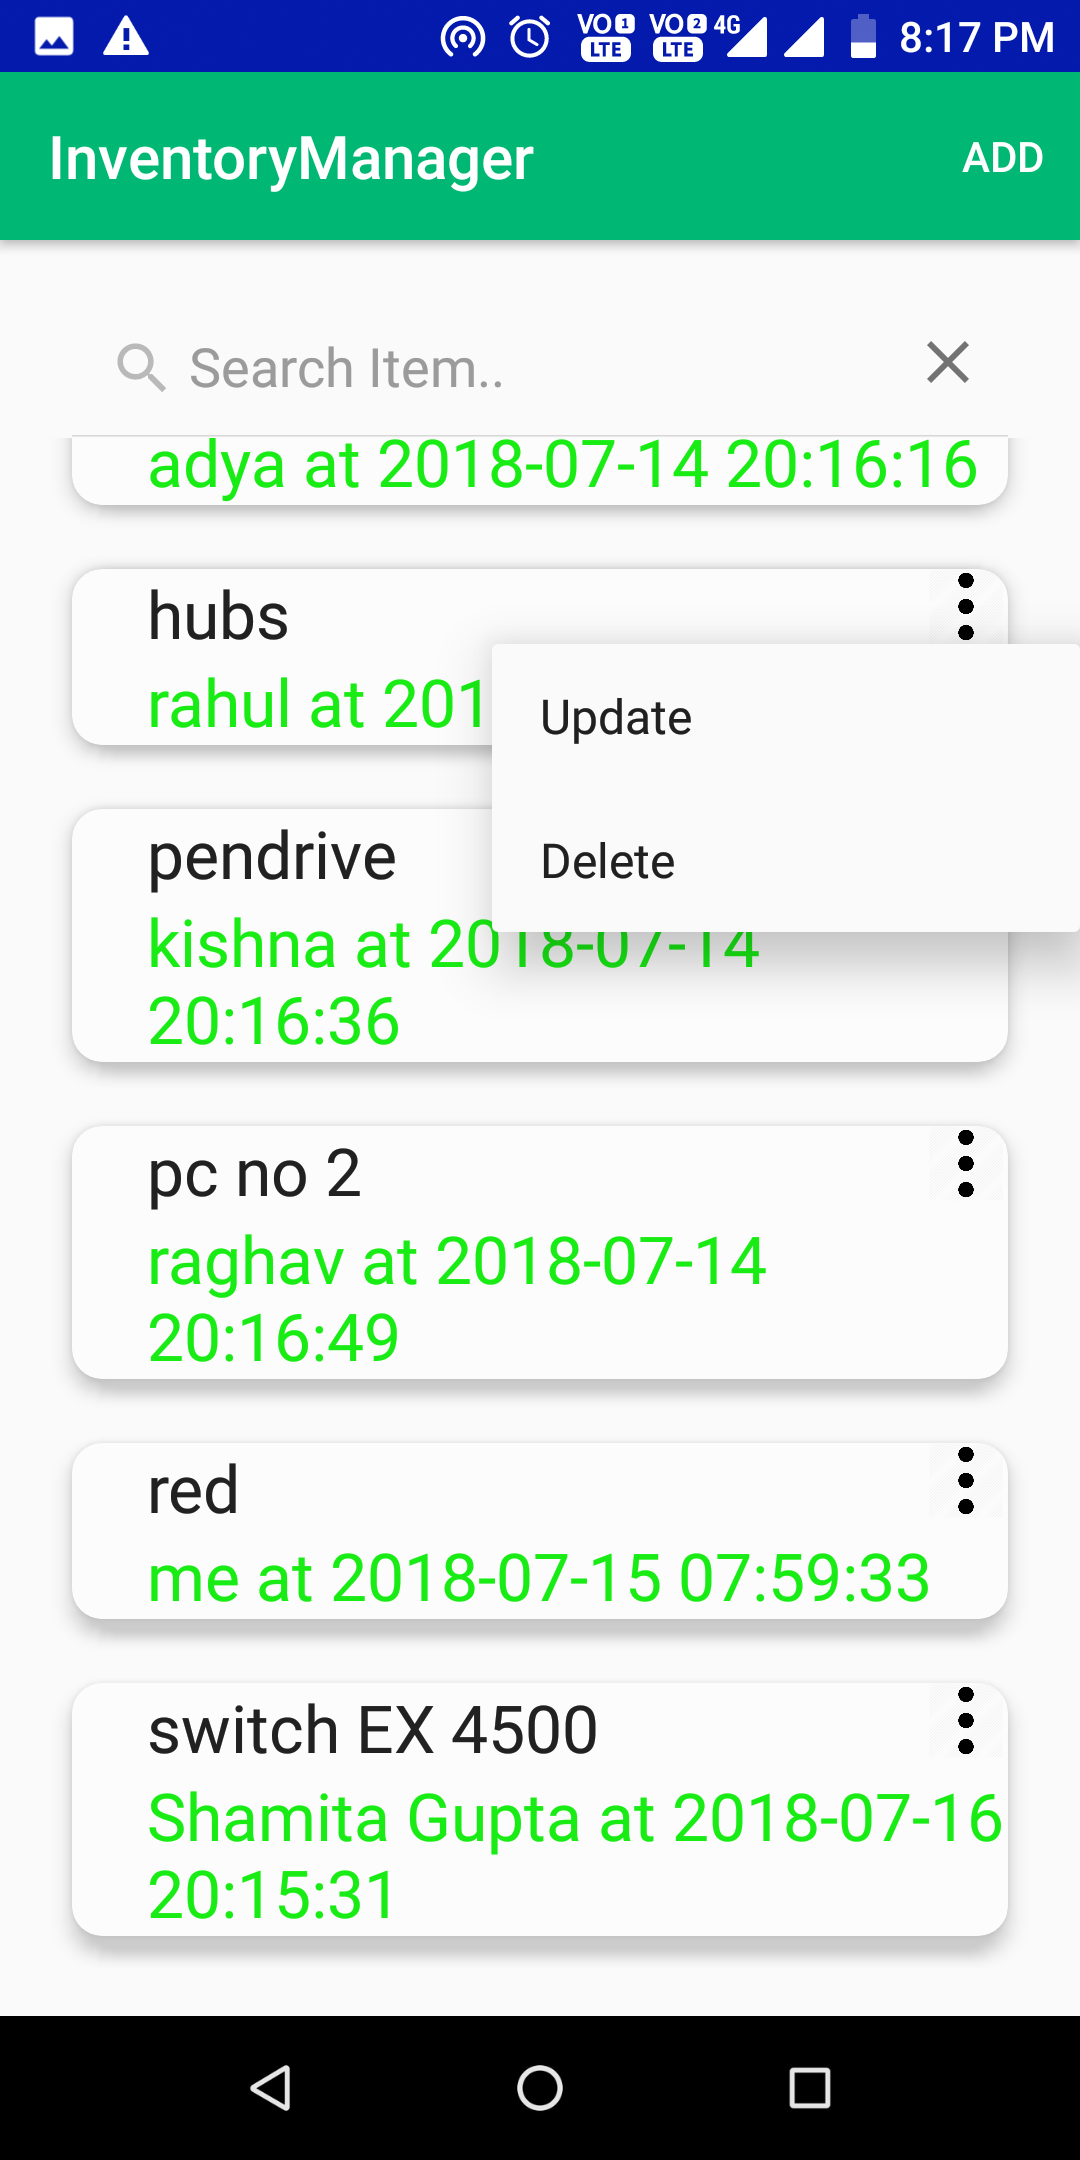 VO 1 LTE VO 2 LTE 4G 8:17 PM
InventoryManager ADD
Search Item..
adya at 2018-07-14 20:16:16
hubs
rahul at 201
Update
pendrive
Delete
kishna at 2018-07-14
20:16:36
pc no 2
raghav at 2018-07-14
20:16:49
red
me at 2018-07-15 07:59:33
switch EX 4500
Shamita Gupta at 2018-07-16
20:15:31